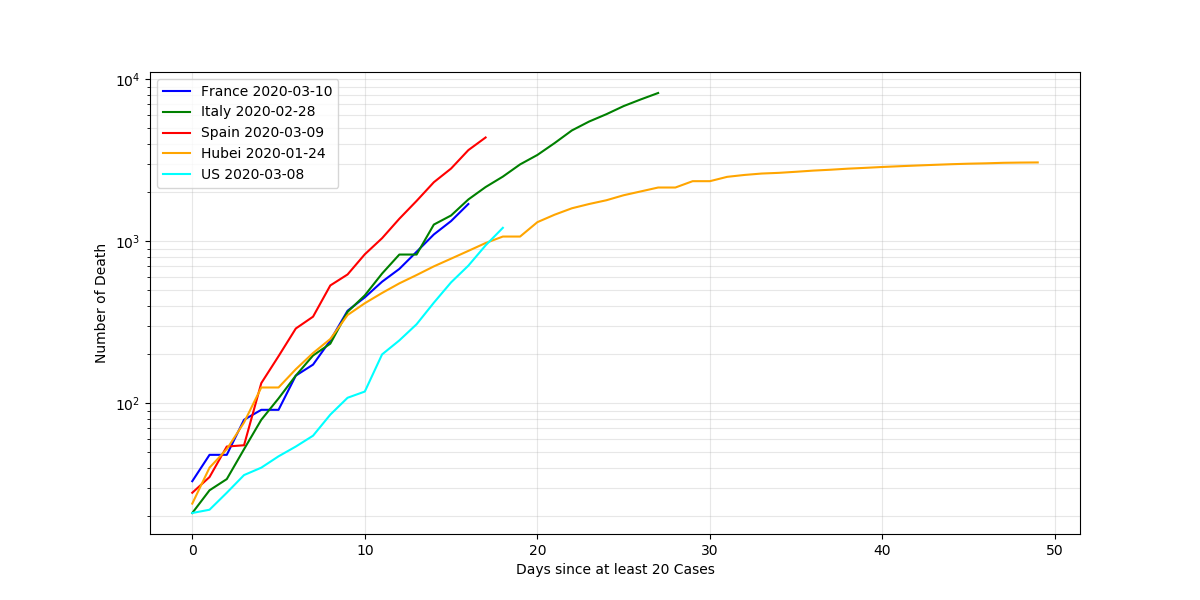 10^4
10^3
10^2
Number of Death
France 2020-03-10
Italy 2020-02-28
Spain 2020-03-09
Hubei 2020-01-24
US 2020-03-08
0 10 20 30 40 50
Days since at least 20 Cases